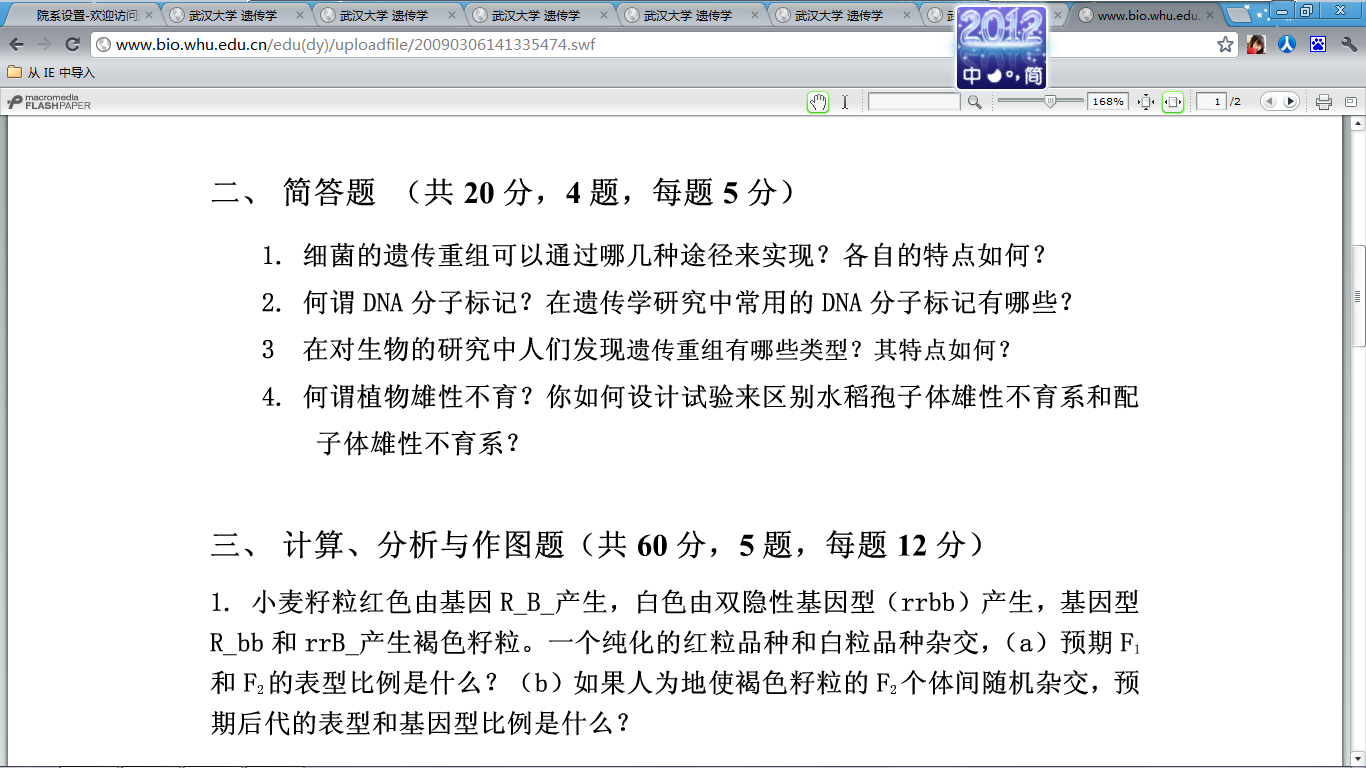 院系设置-欢迎访问
武汉大学 遗传学
武汉大学 遗传学
武汉大学 遗传学
武汉大学 遗传学
武汉大学 遗传学
www.bio.whu.edu.
www.bio.whu.edu.cn/edu(dy)/uploadfile/20090306141335474.swf
2012
中 简
从 IE 中导入
macromedia
FLASHPAPER
168%
1 /2
二、 简答题 （共 20 分，4 题，每题 5 分）
1. 细菌的遗传重组可以通过哪几种途径来实现？各自的特点如何？
2. 何谓 DNA 分子标记？在遗传学研究中常用的 DNA 分子标记有哪些？
3 在对生物的研究中人们发现遗传重组有哪些类型？其特点如何？
4. 何谓植物雄性不育？你如何设计试验来区别水稻孢子体雄性不育系和配
子体雄性不育系？
三、 计算、分析与作图题（共 60 分，5 题，每题 12 分）
1. 小麦籽粒红色由基因 R_B_产生，白色由双隐性基因型（rrbb）产生，基因型
R_bb 和 rrB_产生褐色籽粒。一个纯化的红粒品种和白粒品种杂交，（a）预期 F₁
和 F₂的表型比例是什么？（b）如果人为地使褐色籽粒的 F₂个体间随机杂交，预
期后代的表型和基因型比例是什么？